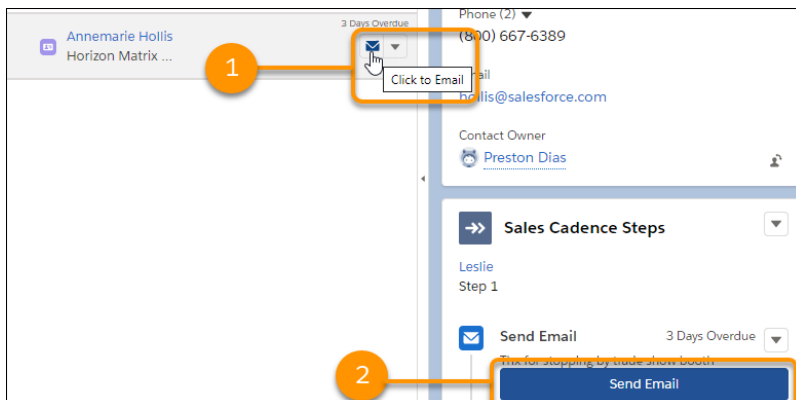 3 Days Overdue
Annemarie Hollis
Horizon Matrix ...
1
Click to Email
Phone (2)
(800) 667-6389
hollis@salesforce.com
Contact Owner
Preston Dias
Sales Cadence Steps
Leslie
Step 1
Send Email
3 Days Overdue
Thx for stopping by trade show booth
2
Send Email